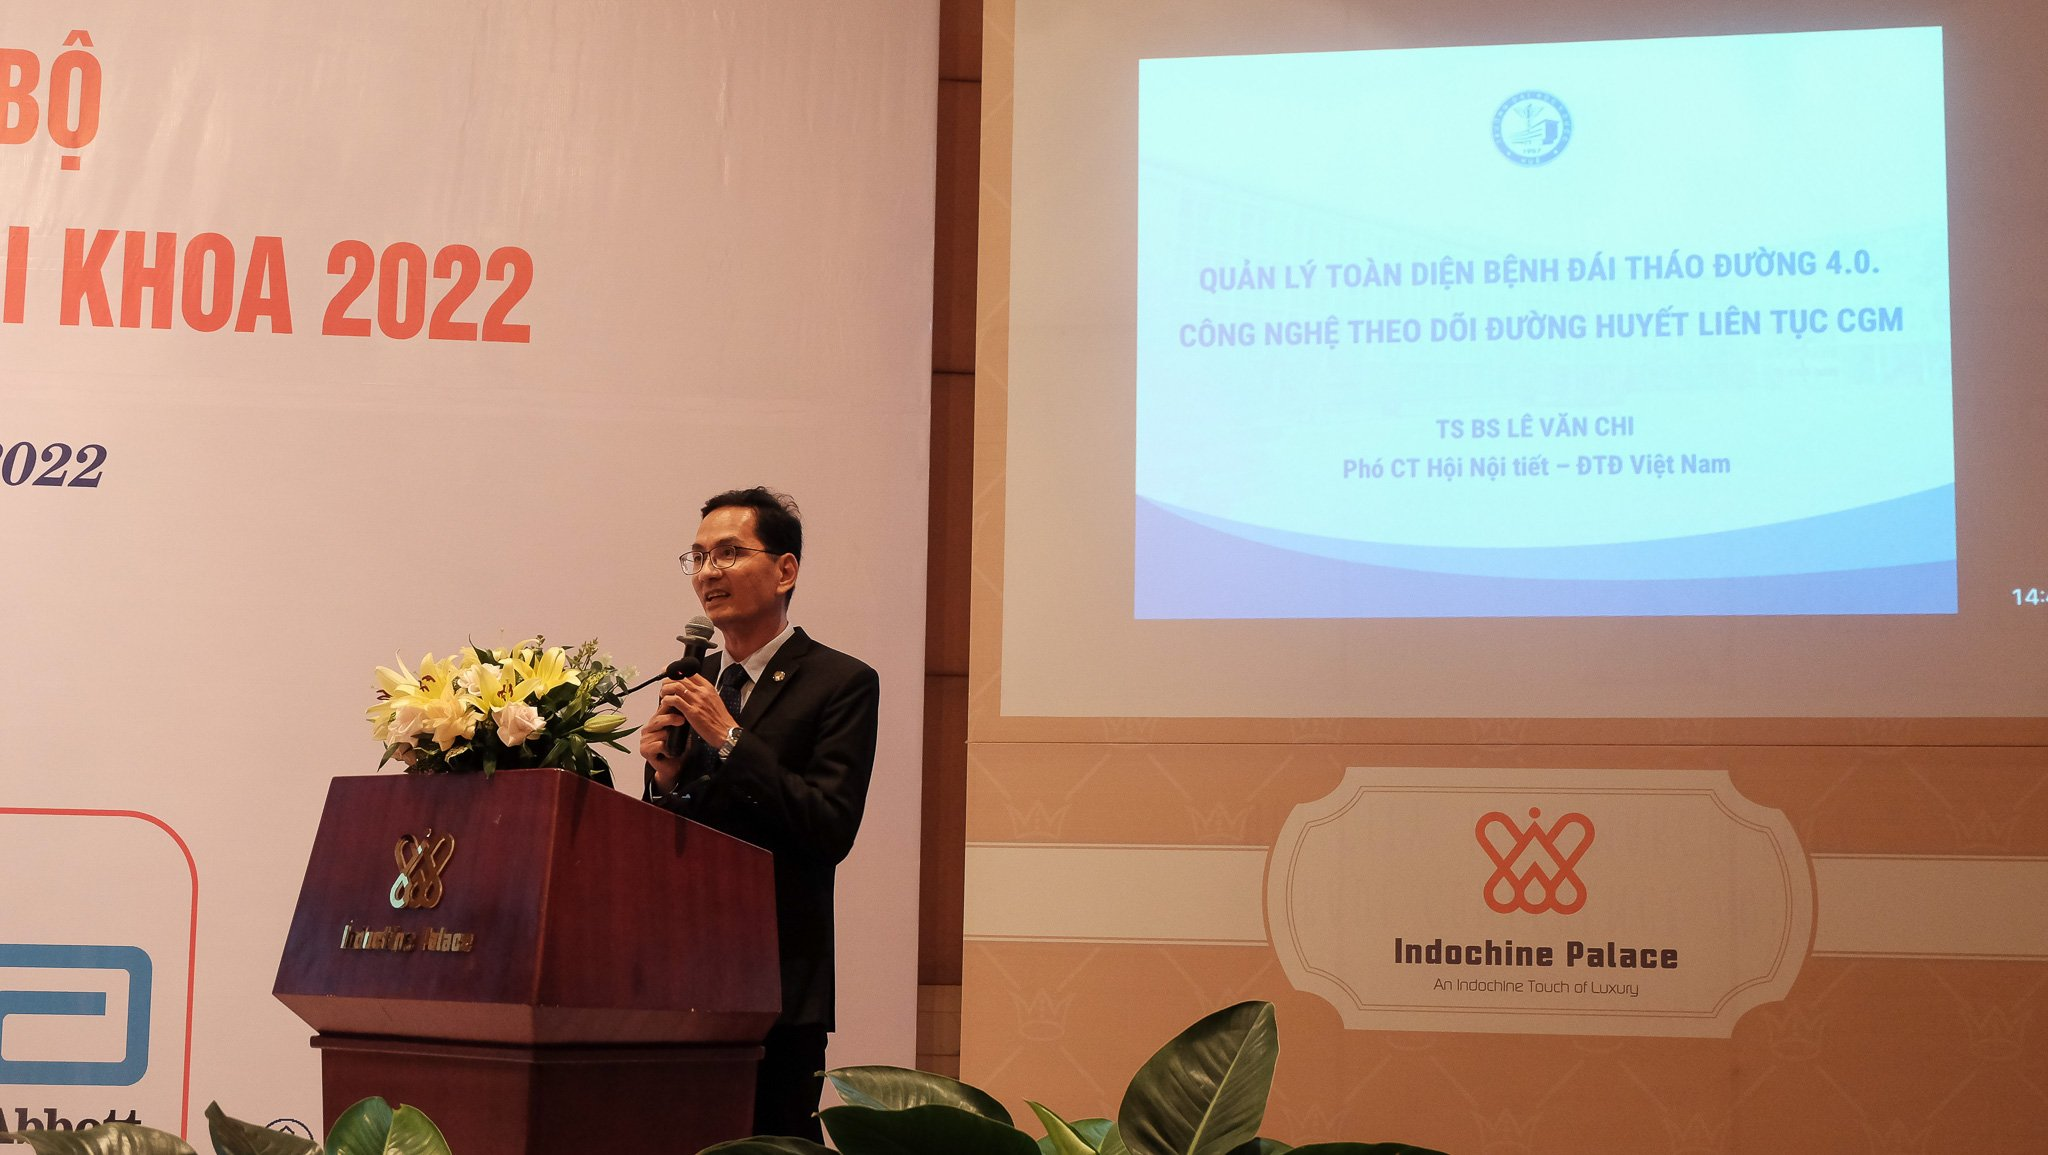 BỘ
I KHOA 2022
2022
Abbott
Indochine Palace
QUẢN LÝ TOÀN DIỆN BỆNH ĐÁI THÁO ĐƯỜNG 4.0.
CÔNG NGHỆ THEO DÕI ĐƯỜNG HUYẾT LIÊN TỤC CGM
TS BS LÊ VĂN CHI
Phó CT Hội Nội tiết – ĐTĐ Việt Nam
14:
Indochine Palace
An Indochine Touch of Luxury